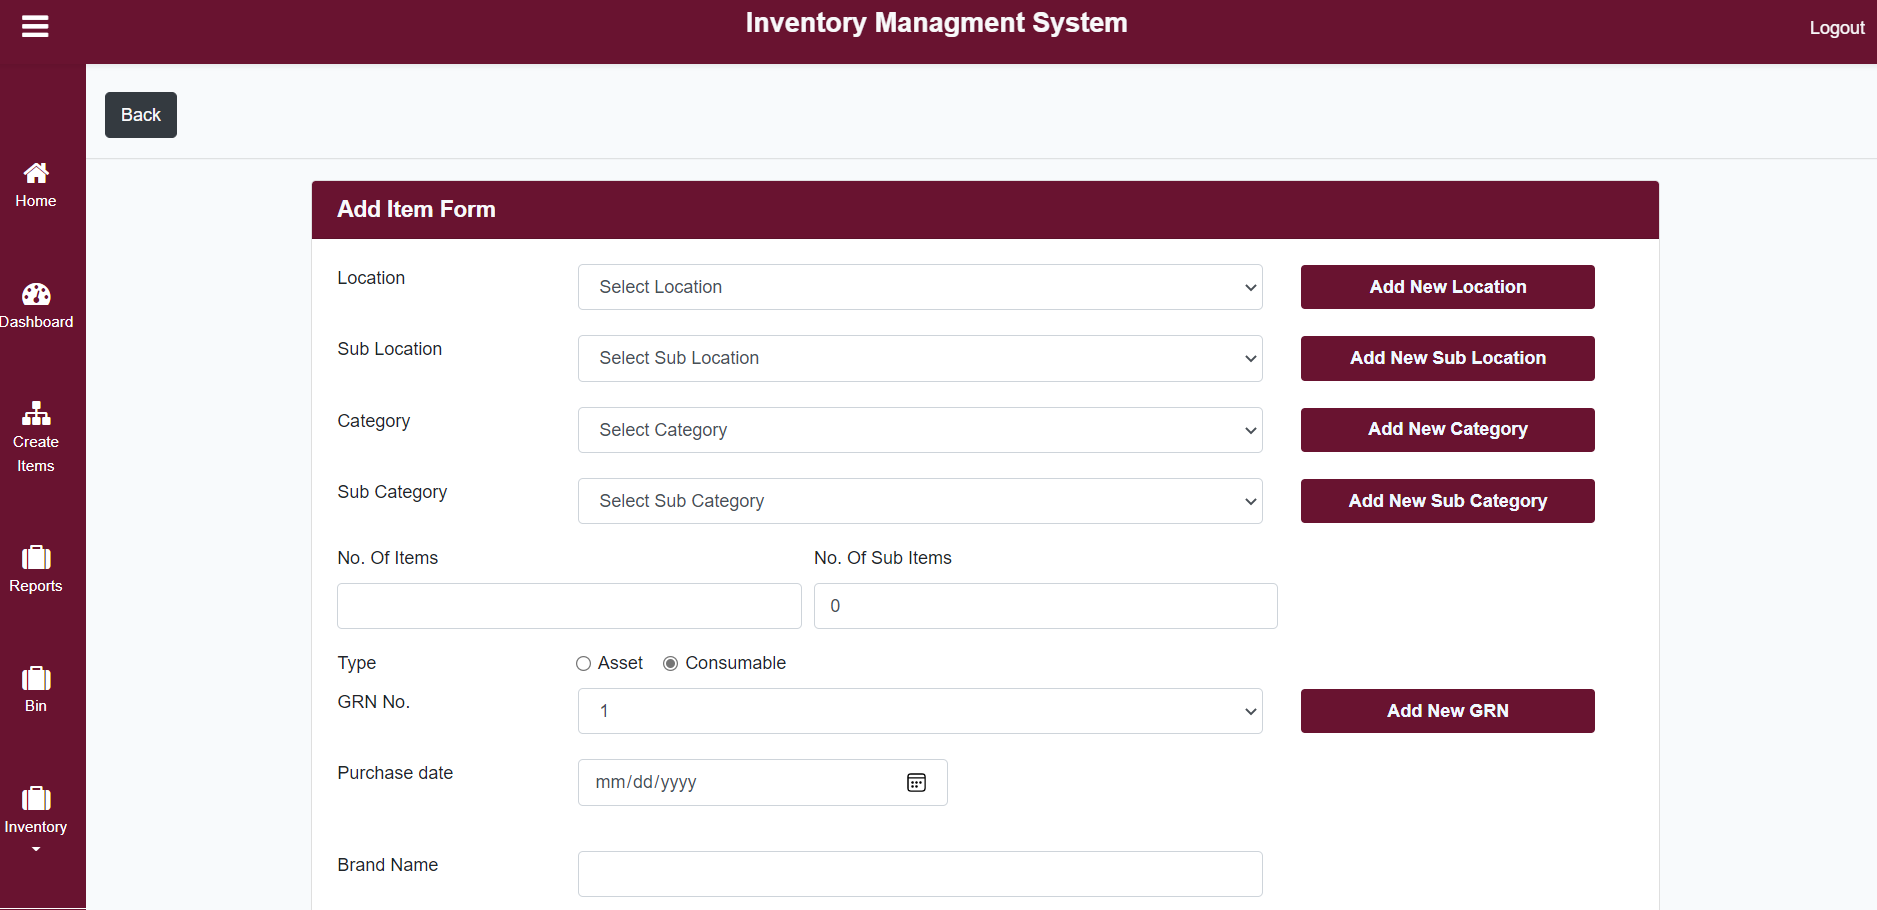 Inventory Managment System
Logout
Back
Home
Dashboard
Create
Items
Reports
Bin
Inventory
Add Item Form
Location
Select Location
Add New Location
Sub Location
Select Sub Location
Add New Sub Location
Category
Select Category
Add New Category
Sub Category
Select Sub Category
Add New Sub Category
No. Of Items
No. Of Sub Items
0
Type
Asset
Consumable
GRN No.
1
Add New GRN
Purchase date
mm/dd/yyyy
Brand Name